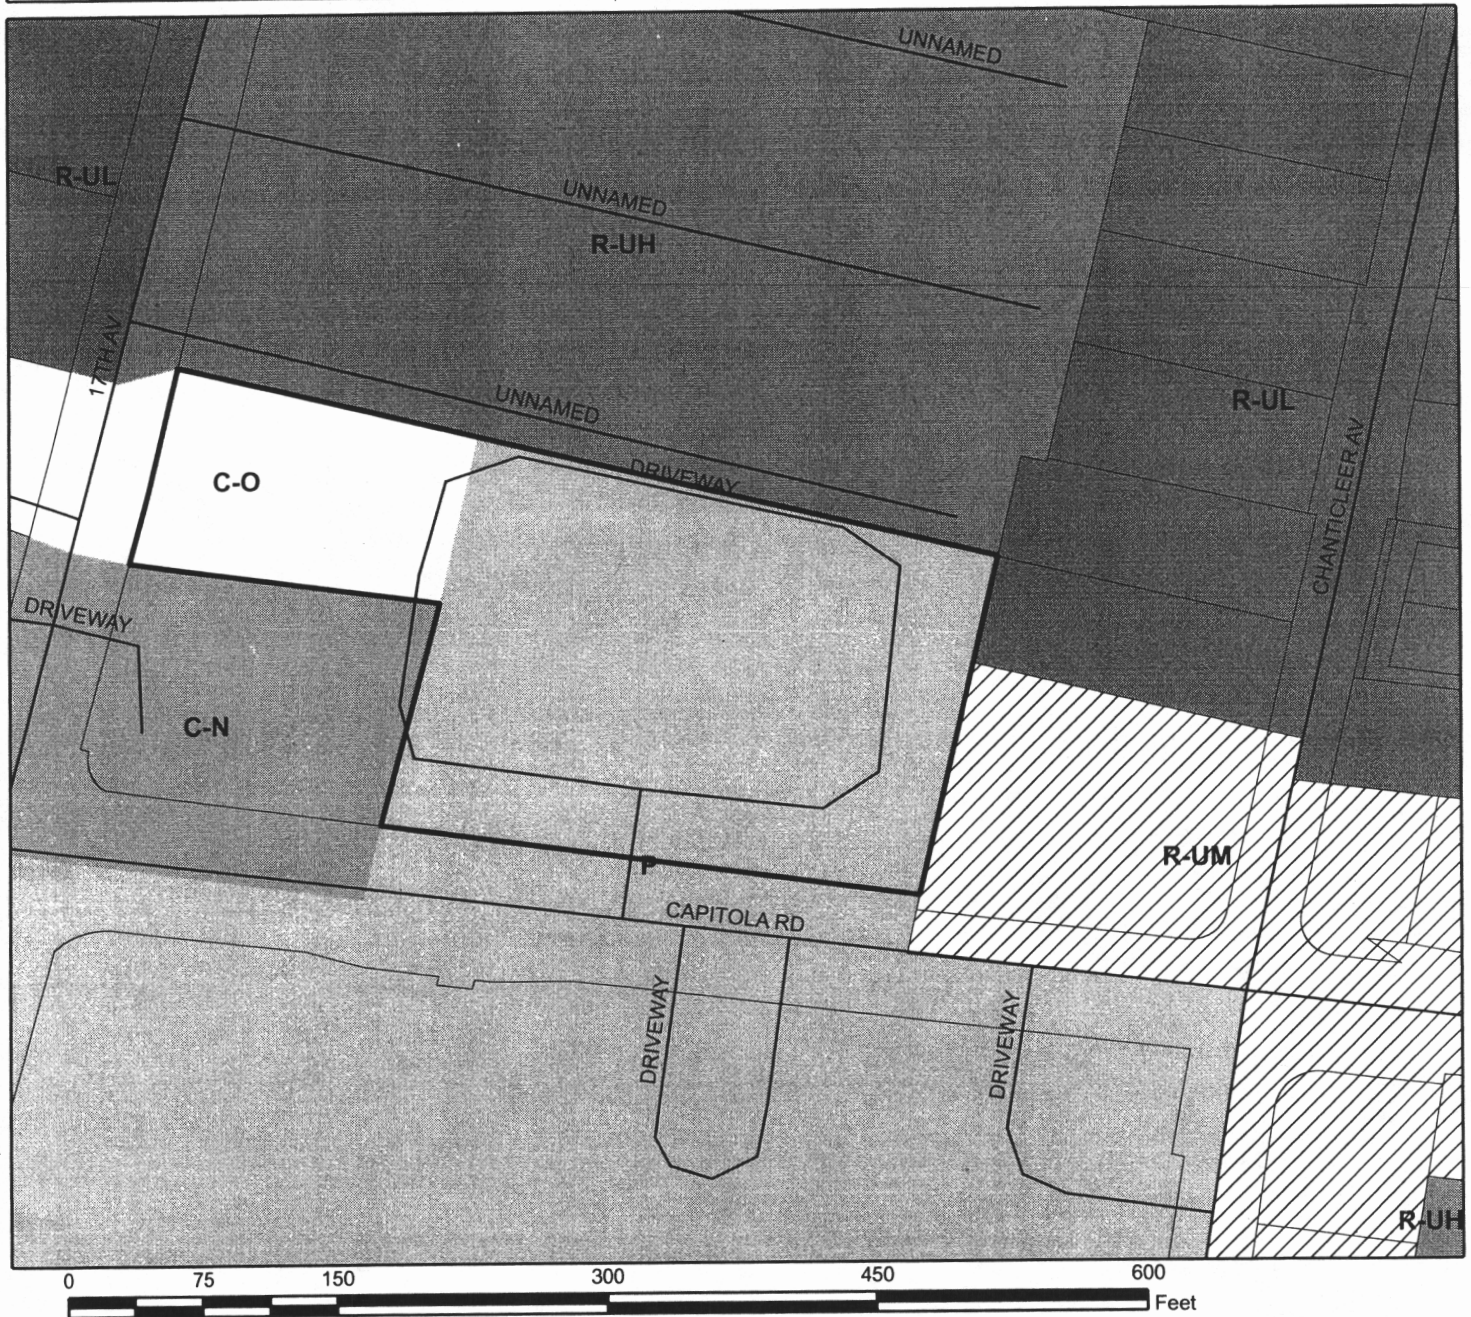 UNNAMED
R-UL
UNNAMED
R-UH
17TH AV
UNNAMED
R-UL
C-O
DRIVEWAY
CHANTICLEER AV
DRIVEWAY
C-N
R-UM
P
CAPITOLA RD
DRIVEWAY
DRIVEWAY
R-UH
0 75 150 300 450 600
Feet